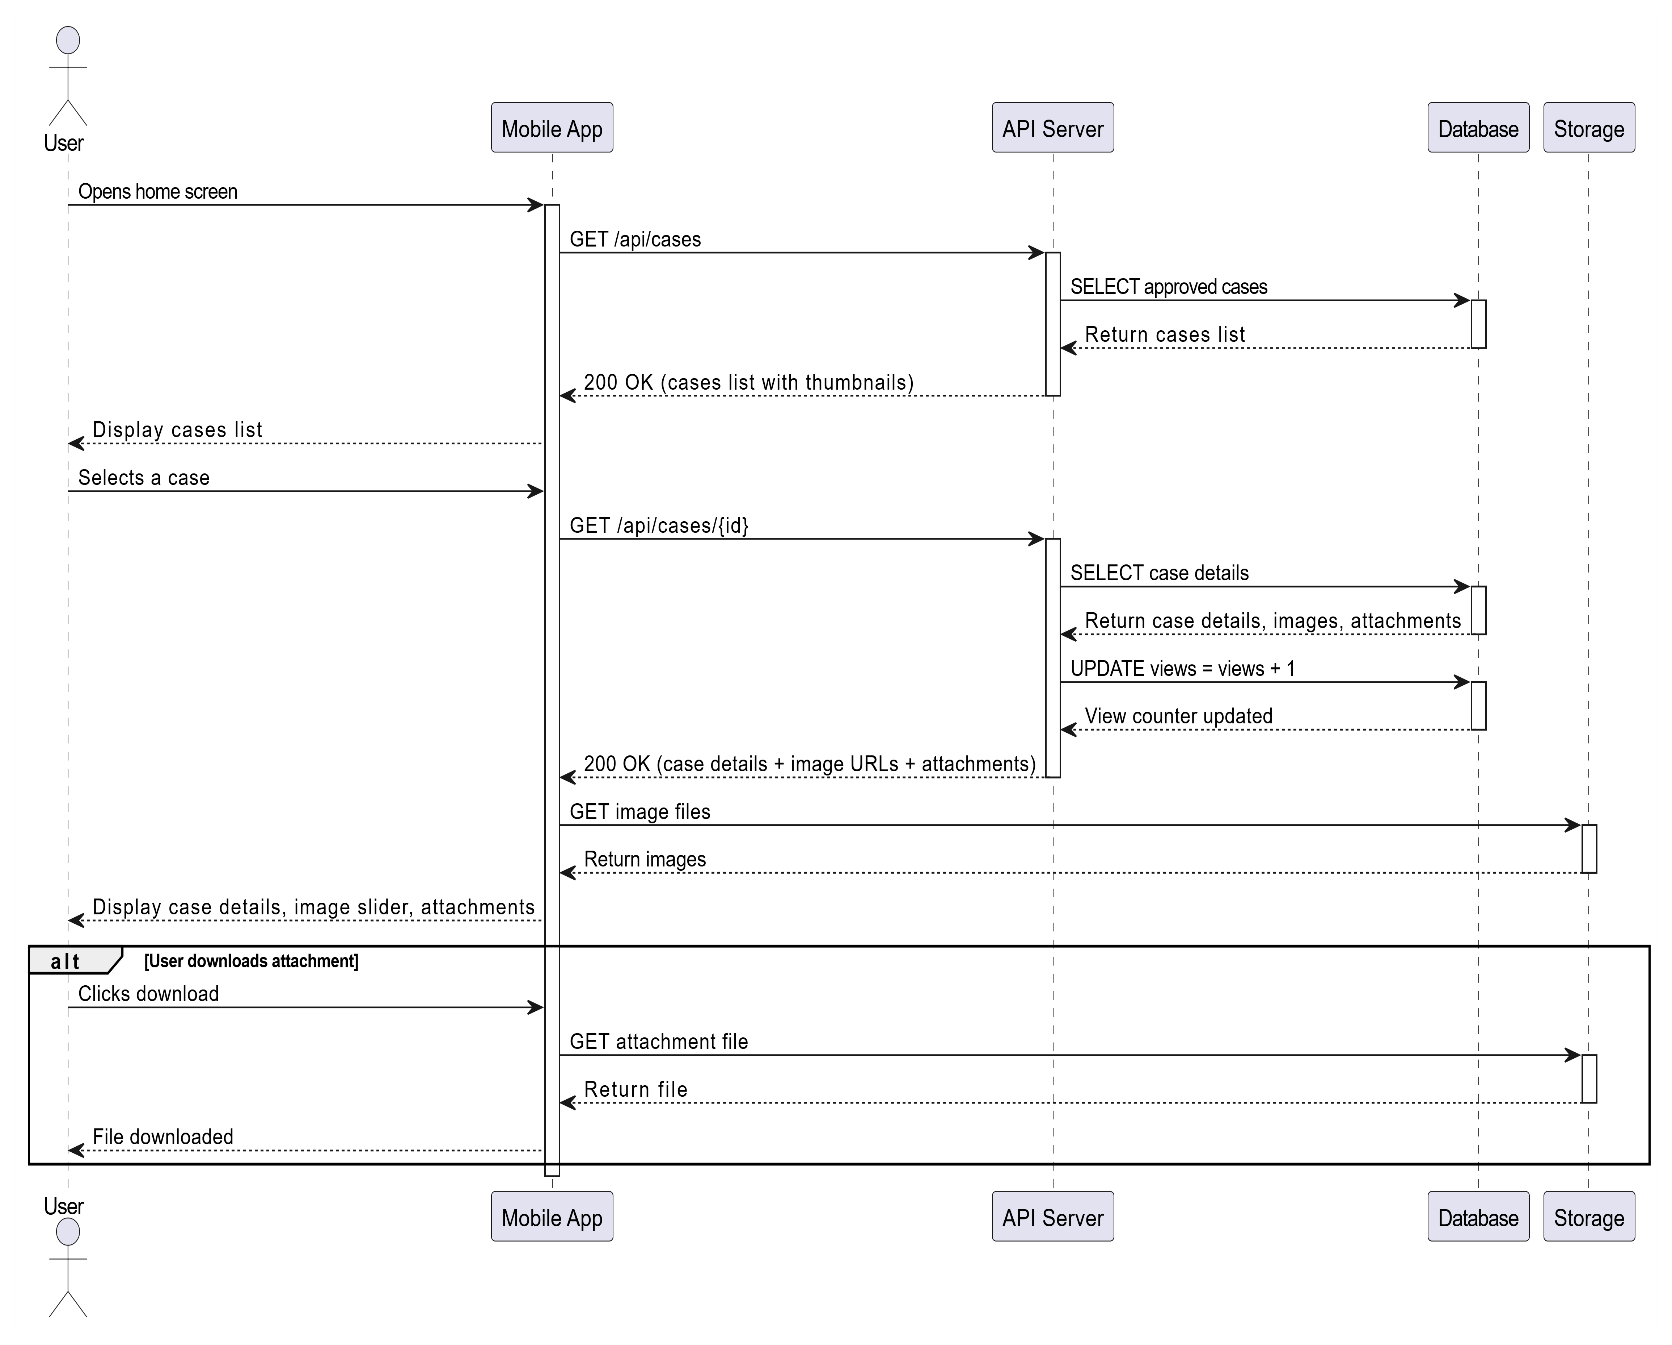 User
Mobile App
API Server
Database
Storage
Opens home screen
GET /api/cases
SELECT approved cases
Return cases list
200 OK (cases list with thumbnails)
Display cases list
Selects a case
GET /api/cases/{id}
SELECT case details
Return case details, images, attachments
UPDATE views = views + 1
View counter updated
200 OK (case details + image URLs + attachments)
GET image files
Return images
Display case details, image slider, attachments
alt
[User downloads attachment]
Clicks download
GET attachment file
Return file
File downloaded
User
Mobile App
API Server
Database
Storage